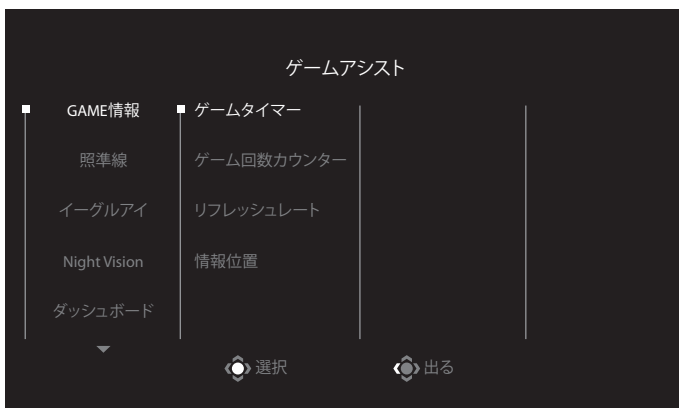 ゲームアシスト
GAME情報
ゲームタイマー
照準線
ゲーム回数カウンター
イーグルアイ
リフレッシュレート
Night Vision
情報位置
ダッシュボード
選択
出る